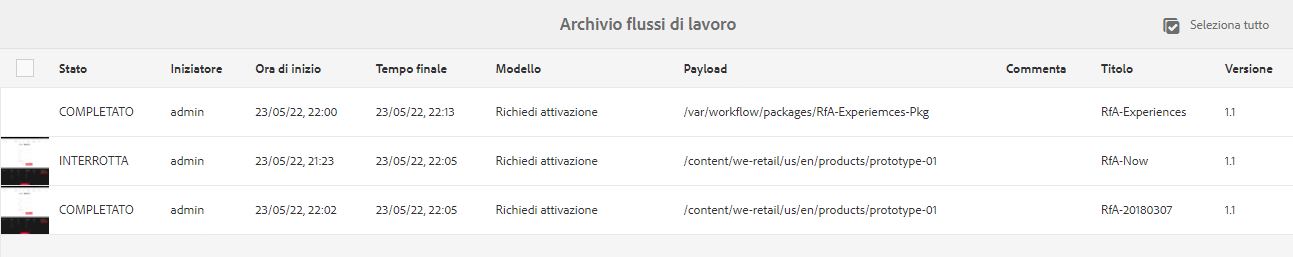 Archivio flussi di lavoro
Seleziona tutto
Stato Iniziatore Ora di inizio Tempo finale Modello Payload Commenta Titolo Versione
COMPLETATO admin 23/05/22, 22:00 23/05/22, 22:13 Richiedi attivazione /var/workflow/packages/RfA-Experiemces-Pkg RfA-Experiences 1.1
INTERROTTA admin 23/05/22, 21:23 23/05/22, 22:05 Richiedi attivazione /content/we-retail/us/en/products/prototype-01 RfA-Now 1.1
COMPLETATO admin 23/05/22, 22:02 23/05/22, 22:05 Richiedi attivazione /content/we-retail/us/en/products/prototype-01 RfA-20180307 1.1